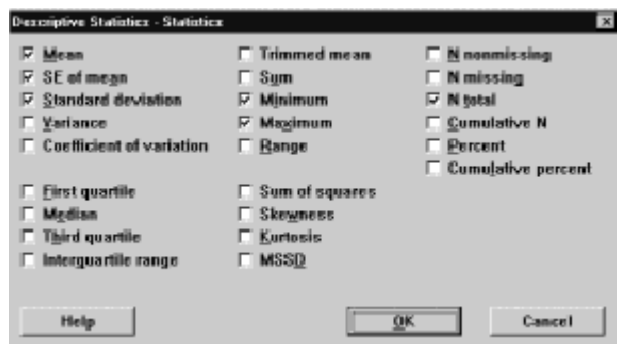 Descriptive Statistics - Statistics
Mean
SE of mean
Standard deviation
Variance
Coefficient of variation
First quartile
Median
Third quartile
Interquartile range
Trimmed mean
Sum
Minimum
Maximum
Range
Sum of squares
Skewness
Kurtosis
MSSD
N nonmissing
N missing
N total
Cumulative N
Percent
Cumulative percent
Help
OK
Cancel